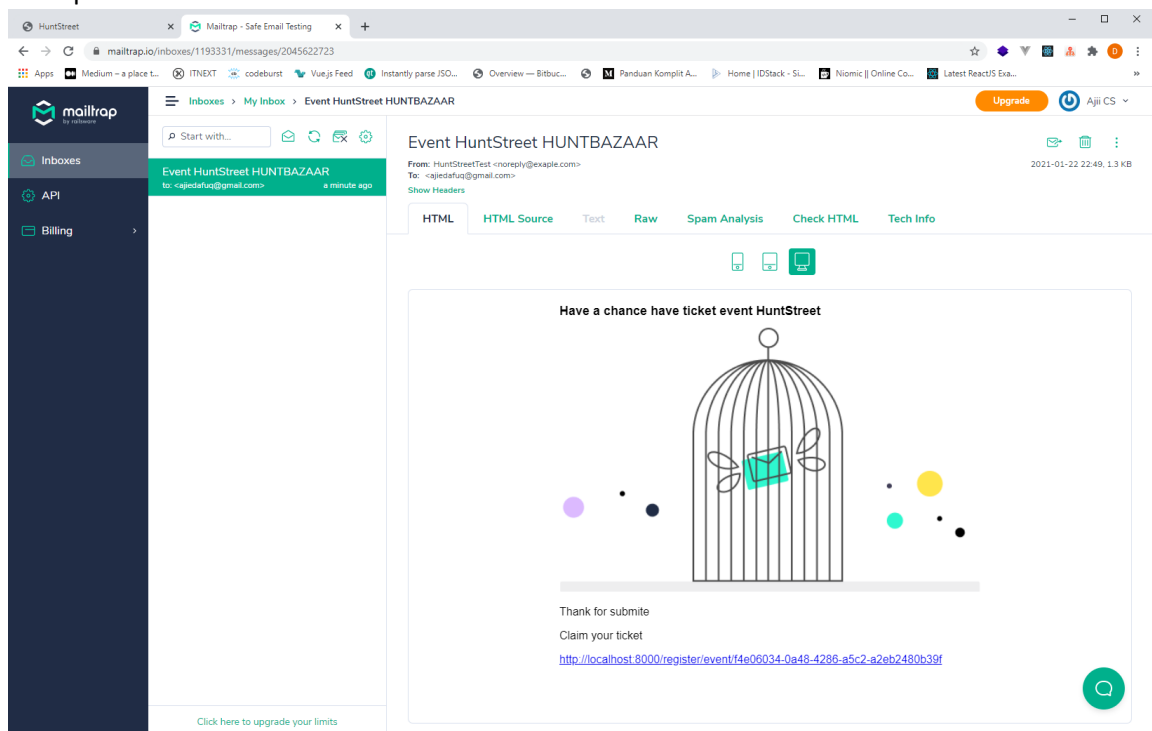 HuntStreet
Mailtrap - Safe Email Testing
mailtrap.io/inboxes/1193331/messages/2045622723
D
Apps
Medium – a place t...
ITNEXT
codeburst
Vue.js Feed
Instantly parse JSO...
Overview — Bitbuc...
Panduan Komplit A...
Home | IDStack - Si...
Niomic || Online Co...
Latest ReactJS Exa...
»
mailtrap
by railsware
Inboxes › My Inbox › Event HuntStreet HUNTBAZAAR
Upgrade
Ajii CS
Inboxes
API
Billing
Start with...
Event HuntStreet HUNTBAZAAR
to: <ajiedafuq@gmail.com>
a minute ago
Click here to upgrade your limits
Event HuntStreet HUNTBAZAAR
2021-01-22 22:49, 1.3 KB
From: HuntStreetTest <noreply@exaple.com>
To: <ajiedafuq@gmail.com>
Show Headers
HTML
HTML Source
Text
Raw
Spam Analysis
Check HTML
Tech Info
Have a chance have ticket event HuntStreet
Thank for submite
Claim your ticket
http://localhost:8000/register/event/f4e06034-0a48-4286-a5c2-a2eb2480b39f